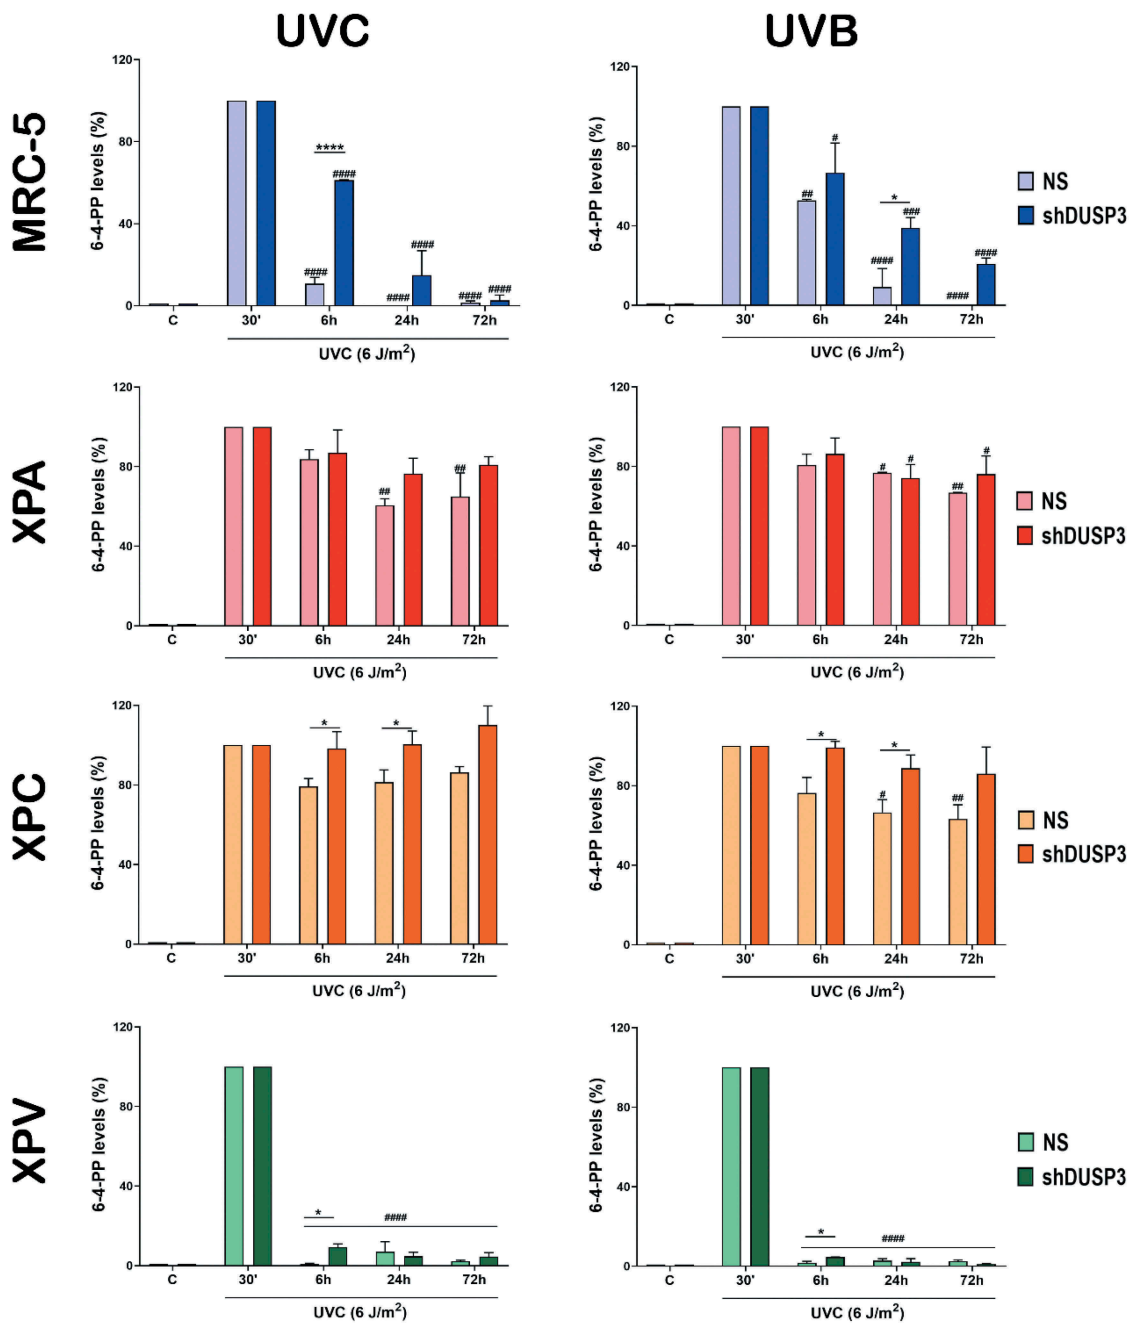 UVC
UVB
MRC-5
6-4-PP levels (%)
120
80
40
0
****
####
####
####
####
####
####
C
30'
6h
24h
72h
UVC (6 J/m²)
6-4-PP levels (%)
120
80
40
0
##
#
*
####
###
####
####
C
30'
6h
24h
72h
UVC (6 J/m²)
NS
shDUSP3
XPA
6-4-PP levels (%)
120
80
40
0
##
##
C
30'
6h
24h
72h
UVC (6 J/m²)
6-4-PP levels (%)
120
80
40
0
#
#
##
#
C
30'
6h
24h
72h
UVC (6 J/m²)
NS
shDUSP3
XPC
6-4-PP levels (%)
120
80
40
0
*
*
C
30'
6h
24h
72h
UVC (6 J/m²)
6-4-PP levels (%)
120
80
40
0
*
*
#
##
C
30'
6h
24h
72h
UVC (6 J/m²)
NS
shDUSP3
XPV
6-4-PP levels (%)
120
80
40
0
*
####
C
30'
6h
24h
72h
UVC (6 J/m²)
6-4-PP levels (%)
120
80
40
0
*
####
C
30'
6h
24h
72h
UVC (6 J/m²)
NS
shDUSP3